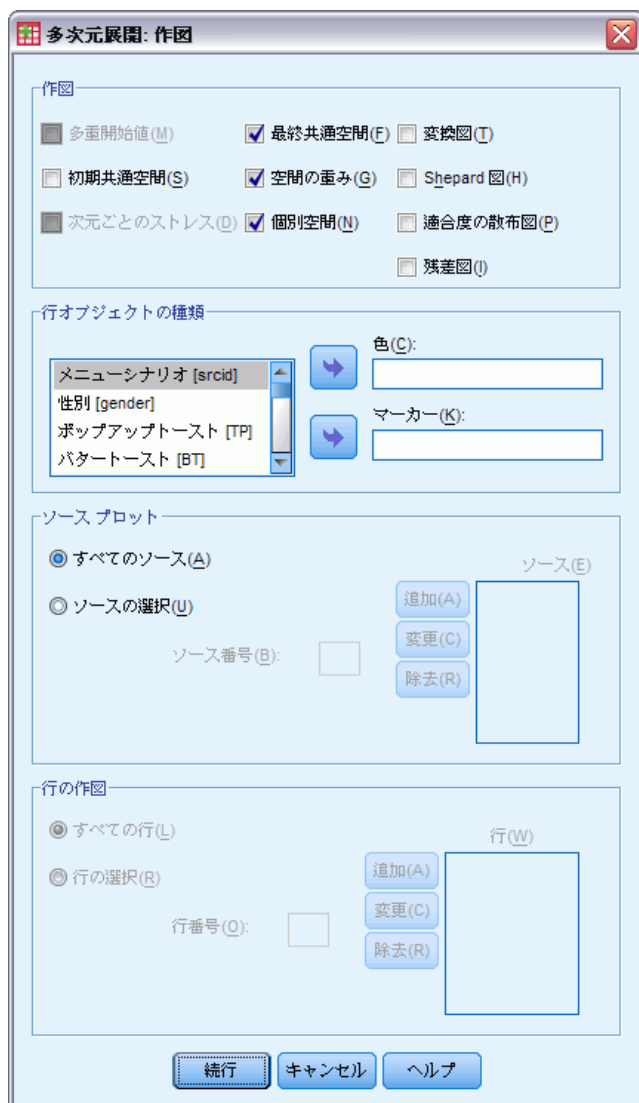 多次元展開: 作図
作図
多重開始値(M)
最終共通空間(F)
変換図(T)
初期共通空間(S)
空間の重み(G)
Shepard 図(H)
次元ごとのストレス(D)
個別空間(N)
適合度の散布図(P)
残差図(I)
行オブジェクトの種類
メニューシナリオ [srcid]
性別 [gender]
ポップアップトースト [TP]
バタートースト [BT]
色(C):
マーカー(K):
ソース プロット
すべてのソース(A)
ソースの選択(U)
ソース番号(B):
ソース(E)
追加(A)
変更(C)
除去(R)
行の作図
すべての行(L)
行の選択(R)
行番号(O):
行(W)
追加(A)
変更(C)
除去(R)
続行
キャンセル
ヘルプ